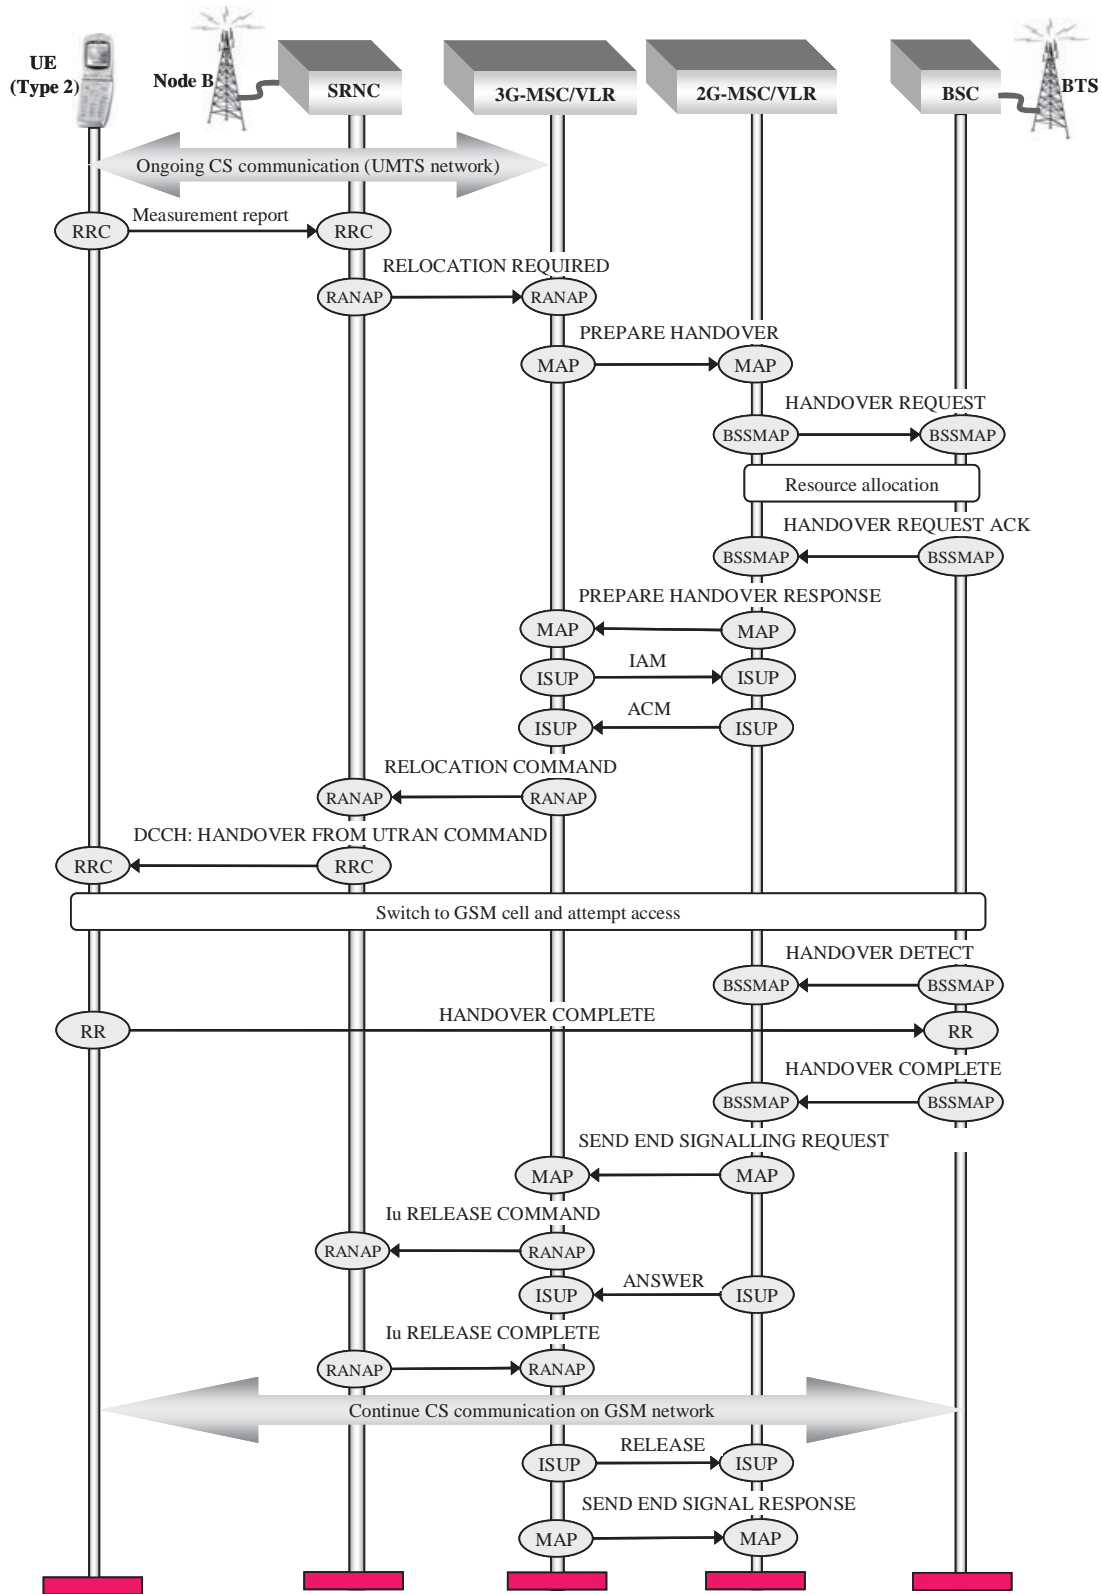 UE
(Type 2)
Node B
SRNC
3G-MSC/VLR
2G-MSC/VLR
BSC
BTS
Ongoing CS communication (UMTS network)
Measurement report
RRC
RRC
RELOCATION REQUIRED
RANAP
RANAP
PREPARE HANDOVER
MAP
MAP
HANDOVER REQUEST
BSSMAP
BSSMAP
Resource allocation
HANDOVER REQUEST ACK
BSSMAP
BSSMAP
PREPARE HANDOVER RESPONSE
MAP
MAP
IAM
ISUP
ISUP
ACM
ISUP
ISUP
RELOCATION COMMAND
RANAP
RANAP
DCCH: HANDOVER FROM UTRAN COMMAND
RRC
RRC
Switch to GSM cell and attempt access
HANDOVER DETECT
BSSMAP
BSSMAP
HANDOVER COMPLETE
RR
RR
HANDOVER COMPLETE
BSSMAP
BSSMAP
SEND END SIGNALLING REQUEST
MAP
MAP
Iu RELEASE COMMAND
RANAP
RANAP
ANSWER
ISUP
ISUP
Iu RELEASE COMPLETE
RANAP
RANAP
Continue CS communication on GSM network
RELEASE
ISUP
ISUP
SEND END SIGNAL RESPONSE
MAP
MAP